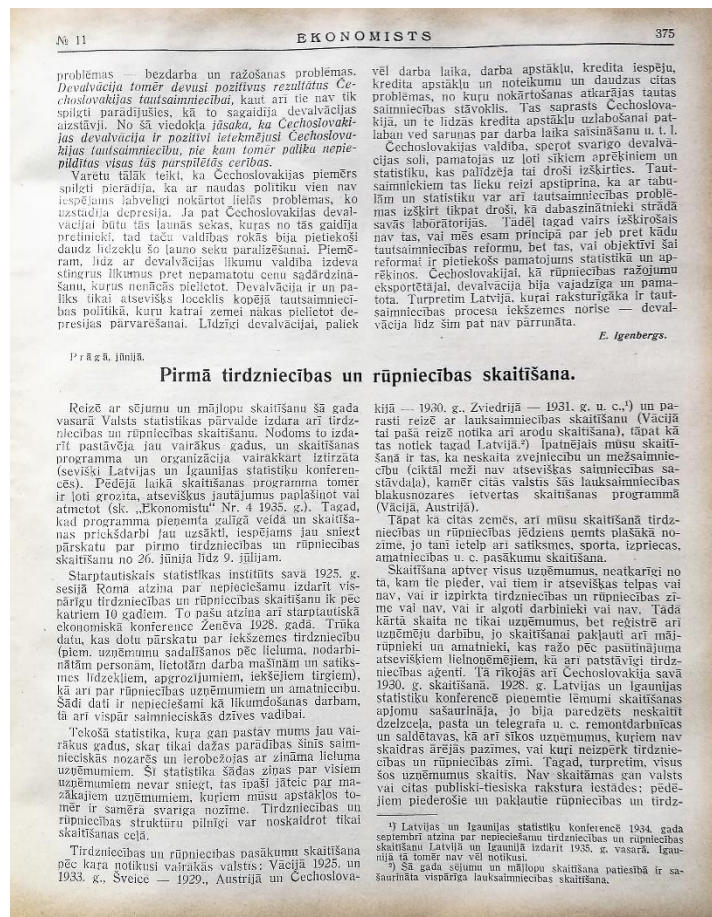 № 11
EKONOMISTS
375
problēmas — bezdarba un ražošanas problēmas.
Devalvācija tomēr devusi pozitīvus rezultātus Če-
choslovakijas tautsaimniecībai, kaut arī tie nav tik
spilgti parādījušies, kā to sagaidīja devalvācijas
aizstāvji. No šā viedokļa jāsaka, ka Čechoslovaki-
jas devalvācija ir pozitīvi ietekmējusi Čechoslova-
kijas tautsaimniecību, pie kam tomēr palika nepie-
pildītas visas tās pārspīlētās cerības.
Varētu tālāk teikt, ka Čechoslovakijas piemērs
spilgti pierādīja, ka ar naudas politiku vien nav
iespējams labvēlīgi nokārtot lielās problēmas, ko
uzstādīja depresija. Ja pat Čechoslovakijas deval-
vācijai būtu tās ļaunās sekas, kuŗas no tās gaidīja
pretinieki, tad taču valdības rokās bija pietiekoši
daudz līdzekļu šo ļauno seku paralizēšanai. Piemē-
ram, līdz ar devalvācijas likumu valdība izdeva
stingrus likumus pret nepamatotu cenu sadārdzinā-
šanu, kuŗus nenācās pielietot. Devalvācija ir un pa-
liks tikai atsevišķs loceklis kopējā tautsaimniecī-
bas politikā, kuŗu katrai zemei nākas pielietot de-
presijas pārvarēšanai. Līdzīgi devalvācijai, paliek
vēl darba laika, darba apstākļu, kredita iespēju,
kredita apstākļu un noteikumu un daudzas citas
problēmas, no kuŗu nokārtošanas atkarājas tautas
saimniecības stāvoklis. Tas saprasts Čechoslova-
kijā, un te līdzās kredita apstākļu uzlabošanai pat-
laban ved sarunas par darba laika saīsināšanu u. t. l.
Čechoslovakijas valdība, speŗot svarīgo devalvā-
cijas soli, pamatojas uz ļoti sīkiem aprēķiniem un
statistiku, kas palīdzēja tai droši izšķirties. Taut-
saimniekiem tas lieku reizi apstiprina, ka ar tabu-
lām un statistiku var arī tautsaimniecības problē-
mas izšķirt tikpat droši, kā dabaszinātnieki strādā
savās laborātorijās. Tādēļ tagad vairs izšķirošais
nav tas, vai mēs esam principā par jeb pret kādu
tautsaimniecības reformu, bet tas, vai objektīvi šai
reformai ir pietiekošs pamatojums statistikā un ap-
rēķinos. Čechoslovakijai, kā rūpniecības ražojumu
eksportētājai, devalvācija bija vajadzīga un pama-
tota. Turpretim Latvijā, kuŗai raksturīgāka ir taut-
saimniecības procesa iekšzemes norise — deval-
vācija līdz šim pat nav pārrunāta.
E. Igenbergs.
Prāgā, jūnijā.
Pirmā tirdzniecības un rūpniecības skaitīšana.
Reizē ar sējumu un mājlopu skaitīšanu šā gada
vasarā Valsts statistikas pārvalde izdara arī tirdz-
niecības un rūpniecības skaitīšanu. Nodoms to izda-
rīt pastāvēja jau vairākus gadus, un skaitīšanas
programma un organizācija vairākkārt iztirzāta
(sevišķi Latvijas un Igaunijas statistiķu konferen-
cēs). Pēdējā laikā skaitīšanas programma tomēr
ir ļoti grozīta, atsevišķus jautājumus paplašinot vai
atmetot (sk. „Ekonomistu“ Nr. 4 1935. g.). Tagad,
kad programma pieņemta galīgā veidā un skaitīša-
nas priekšdarbi jau uzsākti, iespējams jau sniegt
pārskatu par pirmo tirdzniecības un rūpniecības
skaitīšanu no 26. jūnija līdz 9. jūlijam.
Starptautiskais statistikas institūts savā 1925. g.
sesijā Romā atzina par nepieciešamu izdarīt vis-
pārīgu tirdzniecības un rūpniecības skaitīšanu ik pēc
katriem 10 gadiem. To pašu atzina arī starptautiskā
ekonomiskā konference Ženēvā 1928. gadā. Trūka
datu, kas dotu pārskatu par iekšzemes tirdzniecību
(piem. uzņēmumu sadalīšanos pēc lieluma, nodarbi-
nātām personām, lietotām darba mašīnām un satiks-
mes līdzekļiem, apgrozījumiem, iekšējiem tirgiem),
kā arī par rūpniecības uzņēmumiem un amatniecību.
Šādi dati ir nepieciešami kā likumdošanas darbam,
tā arī vispār saimnieciskās dzīves vadībai.
Tekošā statistika, kuŗa gan pastāv mums jau vai-
rākus gadus, skar tikai dažas parādības šinīs saim-
nieciskās nozarēs un ierobežojas ar zināma lieluma
uzņēmumiem. Šī statistika šādas ziņas par visiem
uzņēmumiem nevar sniegt, tas īpaši jāteic par ma-
zākajiem uzņēmumiem, kuŗiem mūsu apstākļos to-
mēr ir samērā svarīga nozīme. Tirdzniecības un
rūpniecības struktūru pilnīgi var noskaidrot tikai
skaitīšanas ceļā.
Tirdzniecības un rūpniecības pasākumu skaitīšana
pēc kaŗa notikusi vairākās valstīs: Vācijā 1925. un
1933. g., Šveice — 1929., Austrijā un Čechoslova-
kijā — 1930. g., Zviedrijā — 1931. g. u. c.,¹) un pa-
rasti reizē ar lauksaimniecības skaitīšanu (Vācijā
tai pašā reizē notika arī arodu skaitīšana), tāpat kā
tas notiek tagad Latvijā.²) Īpatnējais mūsu skaitī-
šanā ir tas, ka neskaita zvejniecību un mežsaimnie-
cību (ciktāl meži nav atsevišķas saimniecības sa-
stāvdaļa), kamēr citās valstīs šās lauksaimniecības
blakusnozares ietvertas skaitīšanas programmā
(Vācijā, Austrijā).
Tāpat kā citās zemēs, arī mūsu skaitīšanā tirdz-
niecības un rūpniecības jēdziens ņemts plašākā no-
zīmē, jo tanī ietelp arī satiksmes, sporta, izpriecas,
amatniecības u. c. pasākumu skaitīšana.
Skaitīšana aptveŗ visus uzņēmumus, neatkarīgi no
tā, kam tie pieder, vai tiem ir atsevišķas telpas vai
nav, vai ir izpirkta tirdzniecības un rūpniecības zī-
me vai nav, vai ir algoti darbinieki vai nav. Tādā
kārtā skaita ne tikai uzņēmumus, bet reģistrē arī
uzņēmēju darbību, jo skaitīšanai pakļauti arī māj-
rūpnieki un amatnieki, kas ražo pēc pasūtinājuma
atsevišķiem lielnoņēmējiem, kā arī patstāvīgi tirdz-
niecības aģenti. Tā rīkojas arī Čechoslovakija savā
1930. g. skaitīšanā. 1928. g. Latvijas un Igaunijas
statistiķu konferencē pieņemtie lēmumi skaitīšanas
apjomu sašaurināja, jo bija paredzēts neskaitīt
dzelzceļa, pasta un telegrafa u. c. remontdarbnīcas
un saldētavas, kā arī sīkos uzņēmumus, kuŗiem nav
skaidras ārējās pazīmes, vai kuŗi neizpērk tirdznie-
cības un rūpniecības zīmi. Tagad, turpretim, visus
šos uzņēmumus skaitīs. Nav skaitāmas gan valsts
vai citas publiski-tiesiska rakstura iestādes; pēdē-
jiem piederošie un pakļautie rūpniecības un tirdz-
¹) Latvijas un Igaunijas statistiķu konference 1934. gada
septembrī atzina par nepieciešamu tirdzniecības un rūpniecības
skaitīšanu Latvijā un Igaunijā izdarīt 1935. g. vasarā. Igau-
nijā tā tomēr nav vēl notikusi.
²) Šā gada sējumu un mājlopu skaitīšana patiesībā ir sa-
šaurināta vispārīga lauksaimniecības skaitīšana.